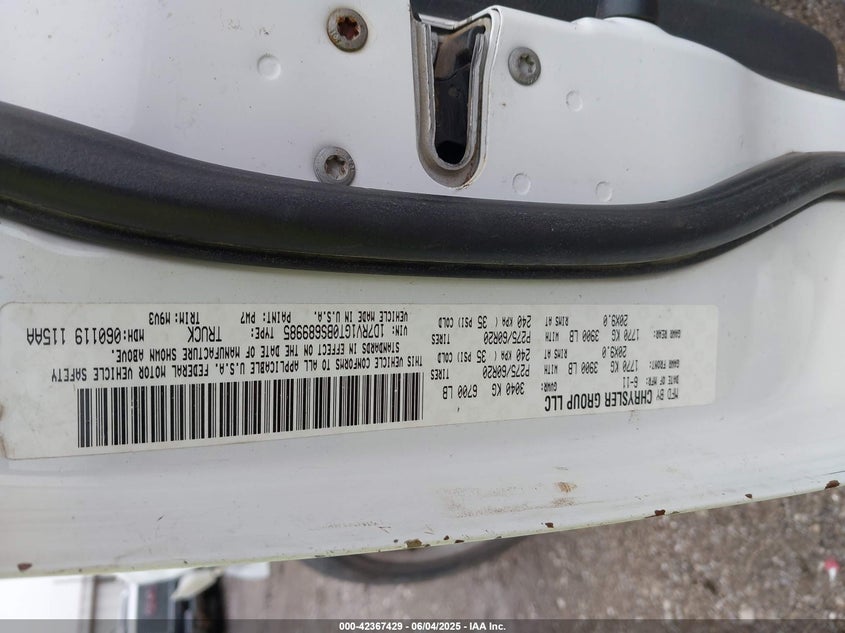 MFD BY CHRYSLER GROUP LLC
DATE OF MFR: 6-11 GVWR: 3040 KG 6700 LB
GAWR FRONT: 1770 KG 3900 LB WITH P275/60R20 TIRES
20X9.0 RIMS AT 240 KPA ( 35 PSI) COLD
GAWR REAR: 1770 KG 3900 LB WITH P275/60R20 TIRES
20X9.0 RIMS AT 240 KPA ( 35 PSI) COLD
THIS VEHICLE CONFORMS TO ALL APPLICABLE FEDERAL MOTOR VEHICLE SAFETY
STANDARDS IN EFFECT IN U.S.A. ON THE DATE OF MANUFACTURE SHOWN ABOVE.
VIN: 1D7RV1GT0BS689985 TYPE: TRUCK MDH:060119 115AA
VEHICLE MADE IN U.S.A. PAINT: PW7 TRIM: M9V3
000-42367429 - 06/04/2025 - IAA Inc.